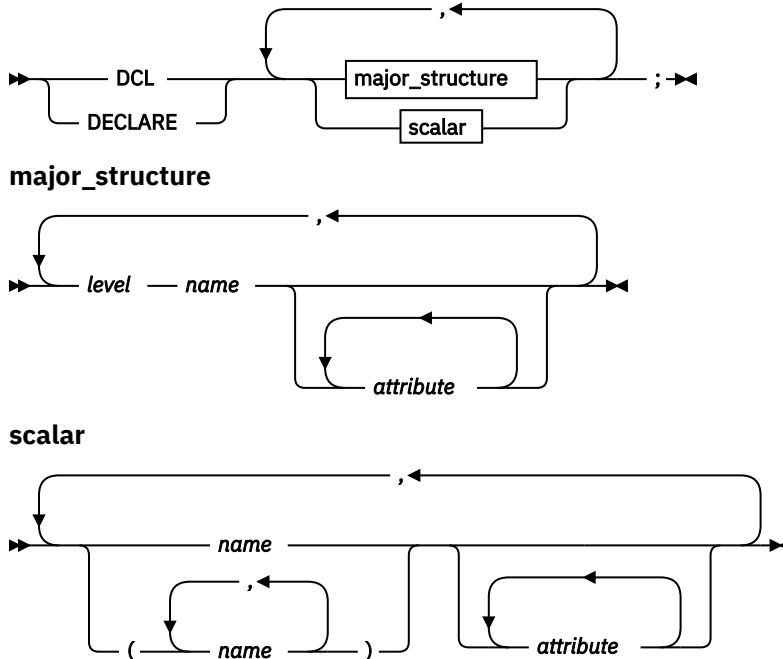 ,
DCL major_structure ;
DECLARE scalar
major_structure
,
level name
attribute
scalar
,
name
,
( name ) attribute